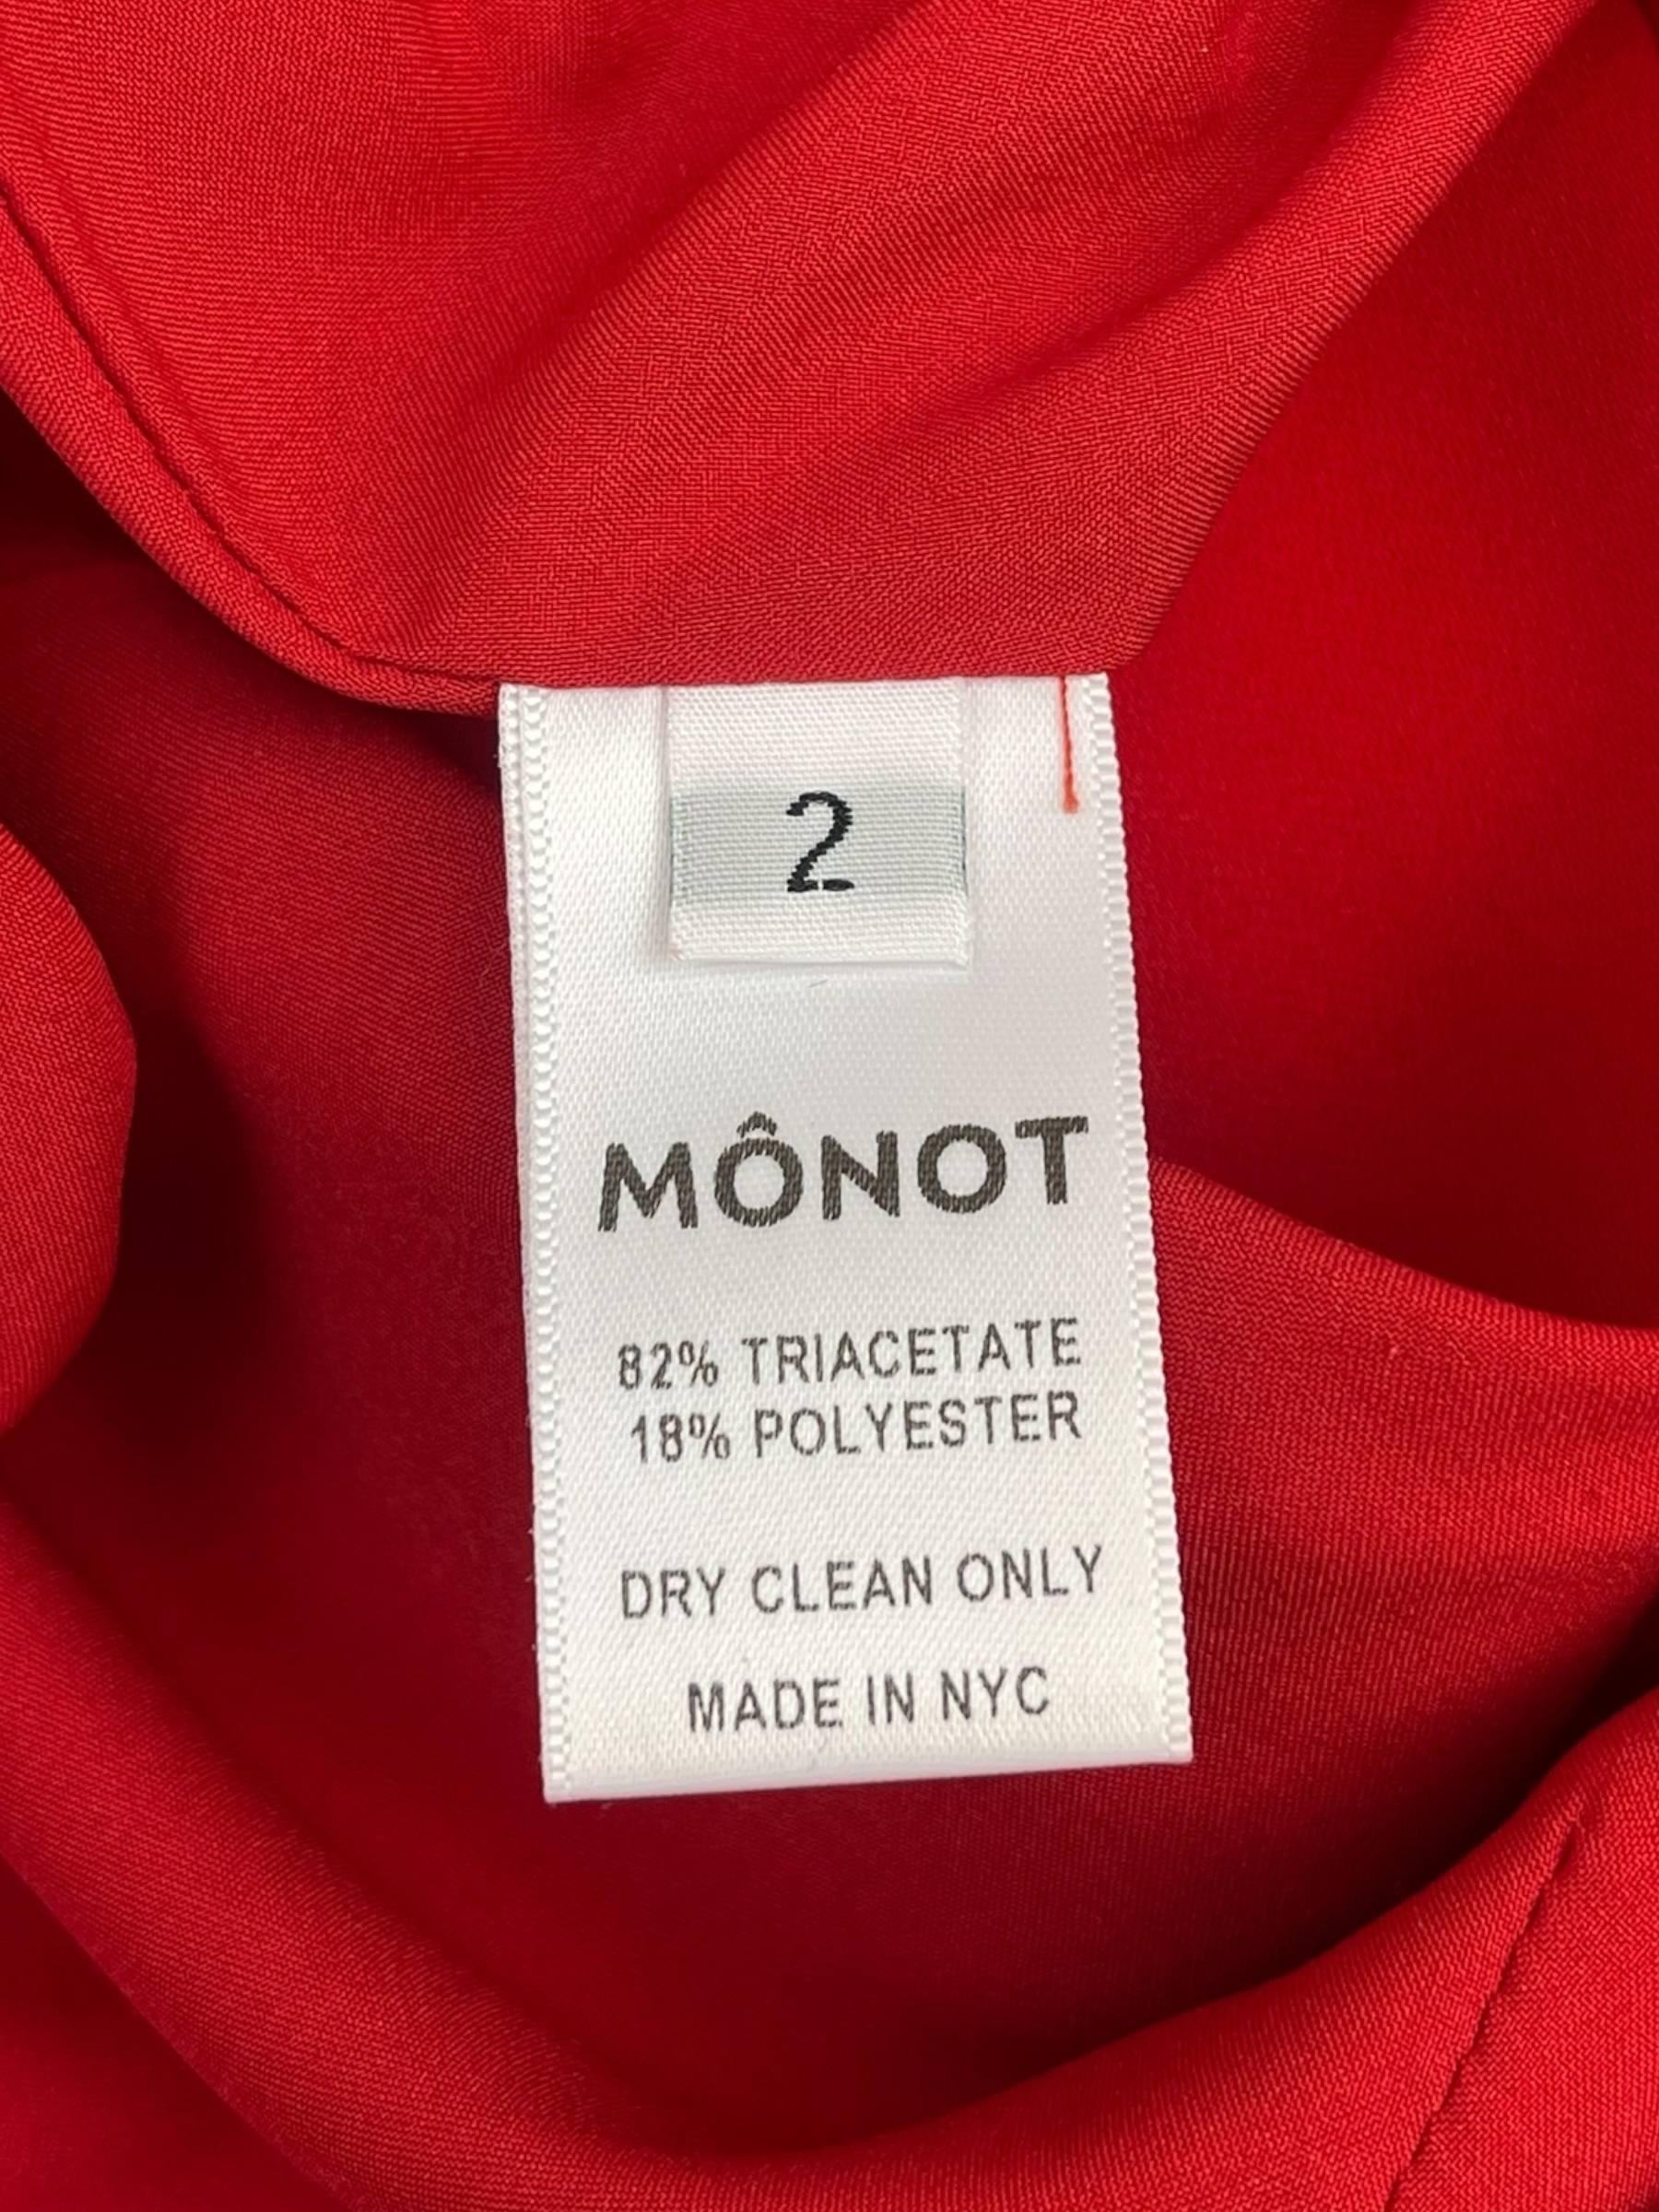 2
MÔNOT
82% TRIACETATE
18% POLYESTER
DRY CLEAN ONLY
MADE IN NYC